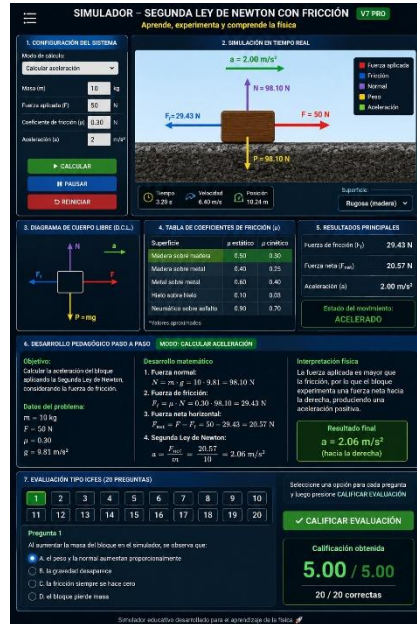 SIMULADOR – SEGUNDA LEY DE NEWTON CON FRICCIÓN V7 PRO
Aprende, experimenta y comprende la física
1. CONFIGURACIÓN DEL SISTEMA
Modo de cálculo:
Calcular aceleración
Masa (m) 10 kg
Fuerza aplicada (F) 50 N
Coeficiente de fricción (μ) 0.30 N
Aceleración (a) 2 m/s²
CALCULAR
PAUSAR
REINICIAR
2. SIMULACIÓN EN TIEMPO REAL
a = 2.00 m/s²
N = 98.10 N
Ff = 29.43 N
F = 50 N
P = 98.10 N
Fuerza aplicada
Fricción
Normal
Peso
Aceleración
Tiempo
3.20 s
Velocidad
6.40 m/s
Posición
10.24 m
Superficie:
Rugosa (madera)
3. DIAGRAMA DE CUERPO LIBRE (D.C.L.)
N
a
Ff
F
P = mg
4. TABLA DE COEFICIENTES DE FRICCIÓN (μ)
Superficie μ estático μ cinético
Madera sobre madera 0.50 0.30
Madera sobre metal 0.40 0.25
Metal sobre metal 0.60 0.40
Hielo sobre hielo 0.10 0.03
Neumático sobre asfalto 0.90 0.70
*Valores aproximados
5. RESULTADOS PRINCIPALES
Fuerza de fricción (Ff) 29.43 N
Fuerza neta (Fnet) 20.57 N
Aceleración (a) 2.00 m/s²
Estado del movimiento:
ACELERADO
6. DESARROLLO PEDAGÓGICO PASO A PASO MODO: CALCULAR ACELERACIÓN
Objetivo:
Calcular la aceleración del bloque
aplicando la Segunda Ley de Newton,
considerando la fuerza de fricción.
Datos del problema:
m = 10 kg
F = 50 N
μ = 0.30
g = 9.81 m/s²
Desarrollo matemático
1. Fuerza normal:
N = m · g = 10 · 9.81 = 98.10 N
2. Fuerza de fricción:
Ff = μ · N = 0.30 · 98.10 = 29.43 N
3. Fuerza neta horizontal:
Fnet = F − Ff = 50 − 29.43 = 20.57 N
4. Segunda Ley de Newton:
a = Fnet / m = 20.57 / 10 = 2.06 m/s²
Interpretación física
La fuerza aplicada es mayor que
la fricción, por lo que el bloque
experimenta una fuerza neta hacia
la derecha, produciendo una
aceleración positiva.
Resultado final
a = 2.06 m/s²
(hacia la derecha)
7. EVALUACIÓN TIPO ICFES (20 PREGUNTAS)
1 2 3 4 5 6 7 8 9 10
11 12 13 14 15 16 17 18 19 20
Pregunta 1
Al aumentar la masa del bloque en el simulador, se observa que:
A. el peso y la normal aumentan proporcionalmente
B. la gravedad desaparece
C. la fricción siempre se hace cero
D. el bloque pierde masa
Seleccione una opción para cada pregunta
y luego presione CALIFICAR EVALUACIÓN
CALIFICAR EVALUACIÓN
Calificación obtenida
5.00 / 5.00
20 / 20 correctas
Simulador educativo desarrollado para el aprendizaje de la física